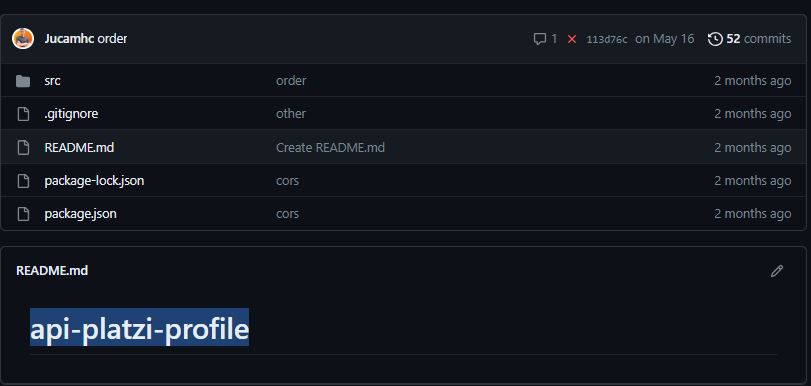 Jucamhc order 1 113d76c on May 16 52 commits
src order 2 months ago
.gitignore other 2 months ago
README.md Create README.md 2 months ago
package-lock.json cors 2 months ago
package.json cors 2 months ago
README.md
api-platzi-profile